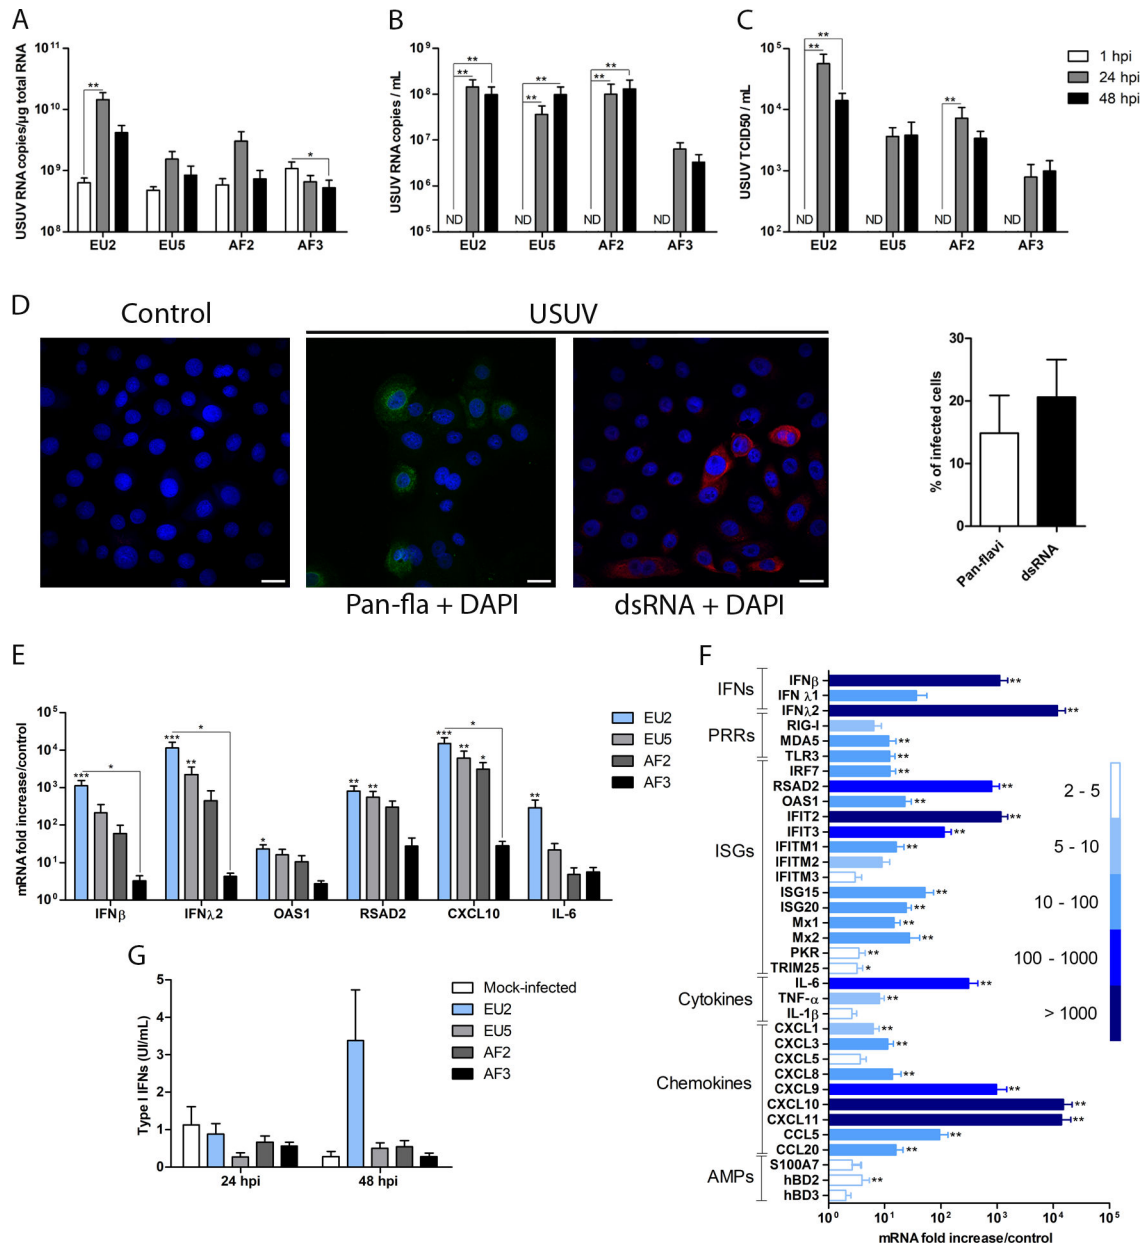 A
USUV RNA copies/µg total RNA
10^11
10^10
10^9
10^8
**
*
EU2 EU5 AF2 AF3
B
USUV RNA copies / mL
10^9
10^8
10^7
10^6
10^5
**
**
**
**
**
**
ND ND ND ND
EU2 EU5 AF2 AF3
C
USUV TCID50 / mL
10^5
10^4
10^3
10^2
**
**
**
ND ND ND ND
EU2 EU5 AF2 AF3
1 hpi
24 hpi
48 hpi
D
Control
USUV
Pan-fla + DAPI
dsRNA + DAPI
% of infected cells
30
20
10
0
Pan-flavi
dsRNA
E
mRNA fold increase/control
10^5
10^4
10^3
10^2
10^1
10^0
*** *
*** ** *
*
** **
*** ** * *
**
IFNβ IFNλ2 OAS1 RSAD2 CXCL10 IL-6
EU2
EU5
AF2
AF3
F
IFNs
PRRs
ISGs
Cytokines
Chemokines
AMPs
IFNβ **
IFN λ1
IFNλ2 **
RIG-I
MDA5 **
TLR3 **
IRF7 **
RSAD2 **
OAS1 **
IFIT2 **
IFIT3 **
IFITM1 **
IFITM2
IFITM3
ISG15 **
ISG20 **
Mx1 **
Mx2 **
PKR **
TRIM25 *
IL-6 **
TNF-α **
IL-1β
CXCL1 **
CXCL3 **
CXCL5
CXCL8 **
CXCL9 **
CXCL10 **
CXCL11 **
CCL5 **
CCL20 **
S100A7
hBD2 **
hBD3
10^0 10^1 10^2 10^3 10^4 10^5
mRNA fold increase/control
2 - 5
5 - 10
10 - 100
100 - 1000
> 1000
G
Type I IFNs (UI/mL)
5
4
3
2
1
0
24 hpi 48 hpi
Mock-infected
EU2
EU5
AF2
AF3